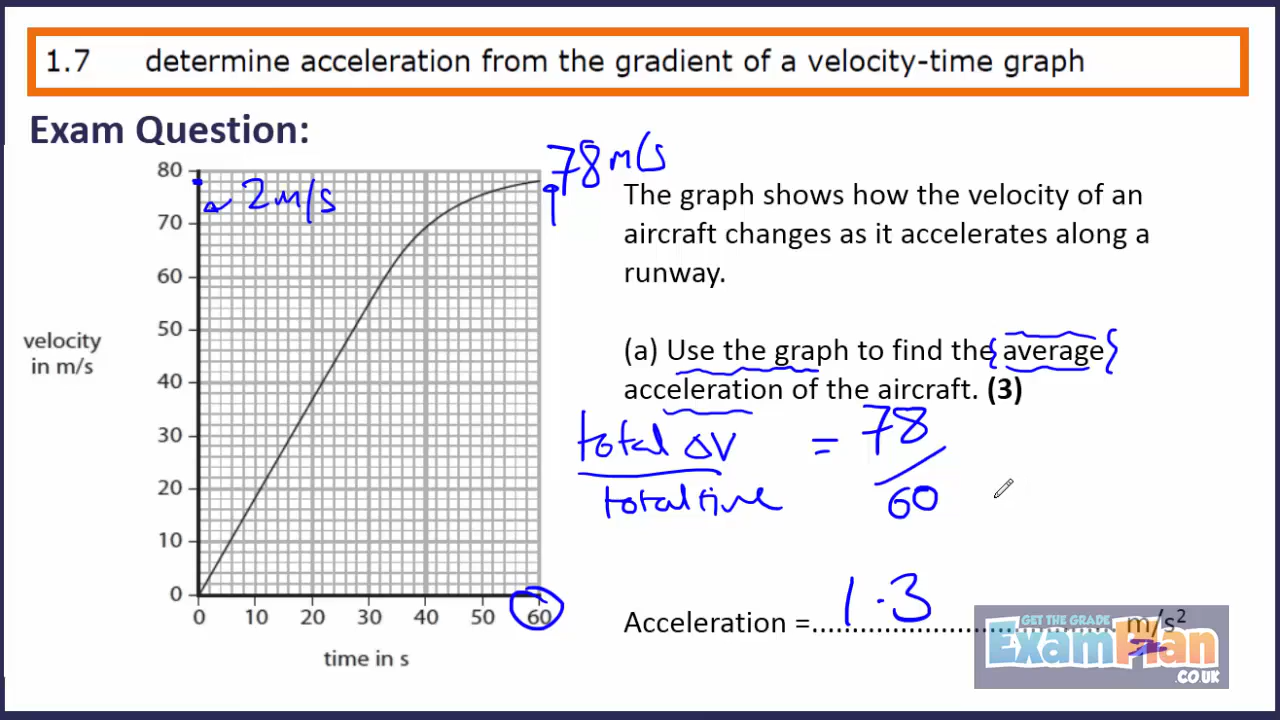 1.7 determine acceleration from the gradient of a velocity-time graph
Exam Question:
78 m/s
2 m/s
80
70
60
50
40
30
20
10
0
velocity
in m/s
0 10 20 30 40 50 60
time in s
The graph shows how the velocity of an
aircraft changes as it accelerates along a
runway.
(a) Use the graph to find the {average}
acceleration of the aircraft. (3)
total ΔV = 78
total time 60
Acceleration =.....1.3..... m/s²
GET THE GRADE
ExamPlan
.CO.UK